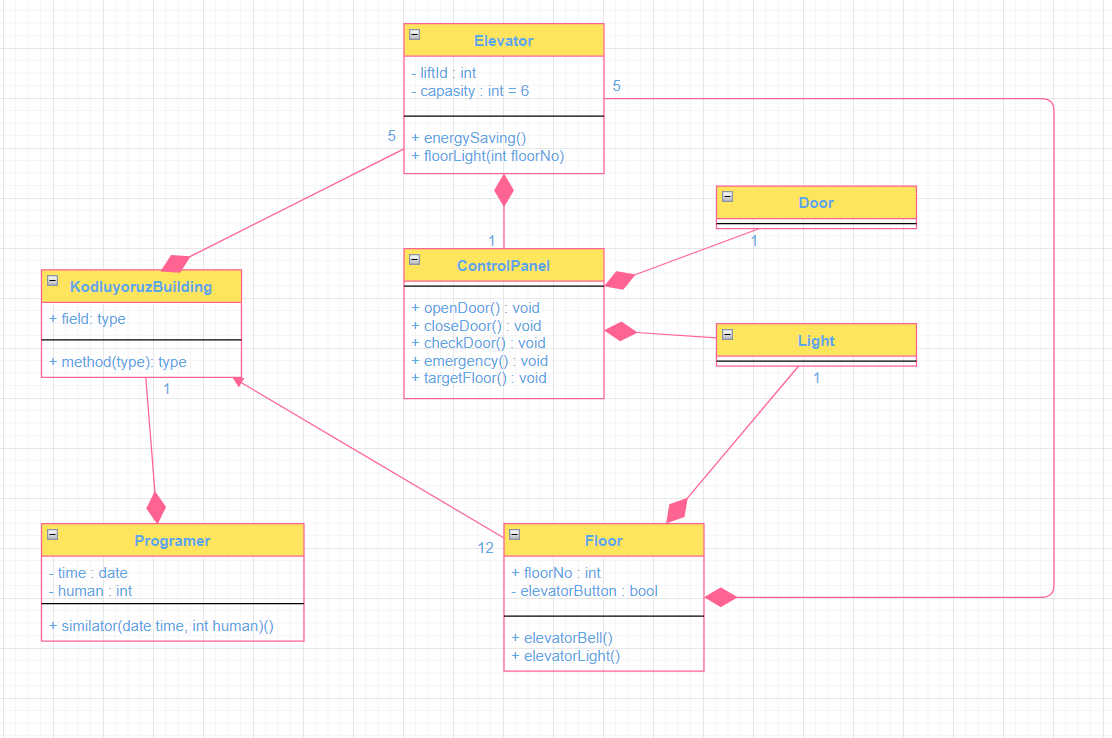 Elevator
- liftId : int
- capasity : int = 6
+ energySaving()
+ floorLight(int floorNo)
5
5
Door
1
1
ControlPanel
+ openDoor() : void
+ closeDoor() : void
+ checkDoor() : void
+ emergency() : void
+ targetFloor() : void
KodluyoruzBuilding
+ field: type
+ method(type): type
1
Light
1
Programer
- time : date
- human : int
+ similator(date time, int human)()
12
Floor
+ floorNo : int
- elevatorButton : bool
+ elevatorBell()
+ elevatorLight()